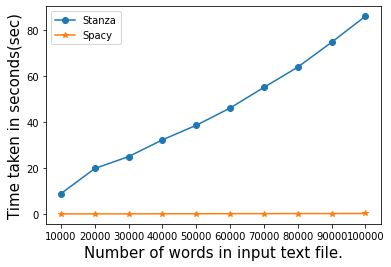 Stanza
Spacy
Time taken in seconds(sec)
80
60
40
20
0
10000 20000 30000 40000 50000 60000 70000 80000 90000 100000
Number of words in input text file.